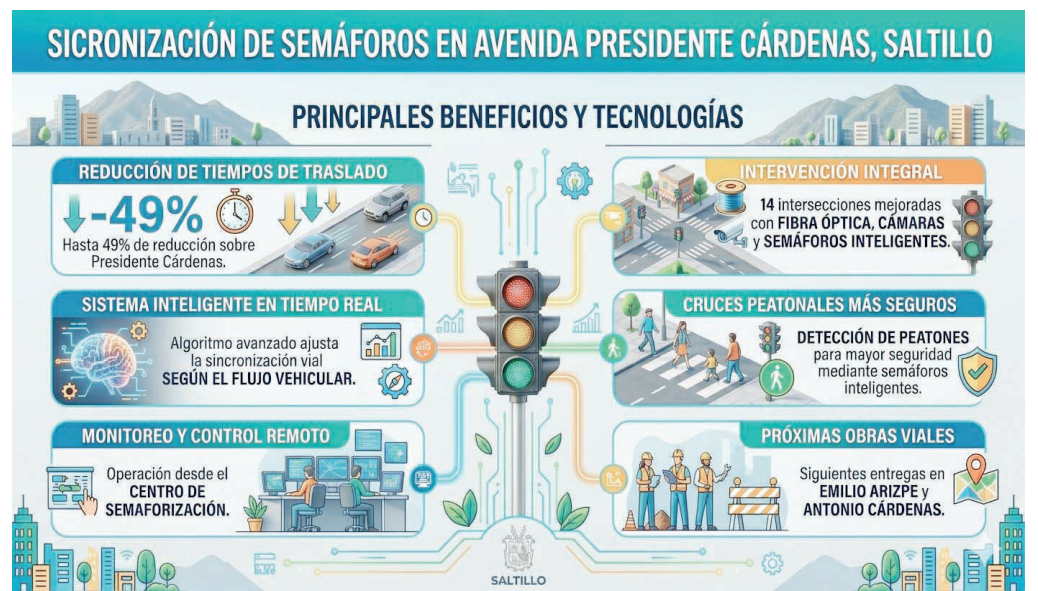 SICRONIZACIÓN DE SEMÁFOROS EN AVENIDA PRESIDENTE CÁRDENAS, SALTILLO
PRINCIPALES BENEFICIOS Y TECNOLOGÍAS
REDUCCIÓN DE TIEMPOS DE TRASLADO
-49%
Hasta 49% de reducción sobre
Presidente Cárdenas.
INTERVENCIÓN INTEGRAL
14 intersecciones mejoradas
con FIBRA ÓPTICA, CÁMARAS
y SEMÁFOROS INTELIGENTES.
SISTEMA INTELIGENTE EN TIEMPO REAL
Algoritmo avanzado ajusta
la sincronización vial
SEGÚN EL FLUJO VEHICULAR.
CRUCES PEATONALES MÁS SEGUROS
DETECCIÓN DE PEATONES
para mayor seguridad
mediante semáforos
inteligentes.
MONITOREO Y CONTROL REMOTO
Operación desde el
CENTRO DE
SEMAFORIZACIÓN.
PRÓXIMAS OBRAS VIALES
Siguientes entregas en
EMILIO ARIZPE y
ANTONIO CÁRDENAS.
SALTILLO